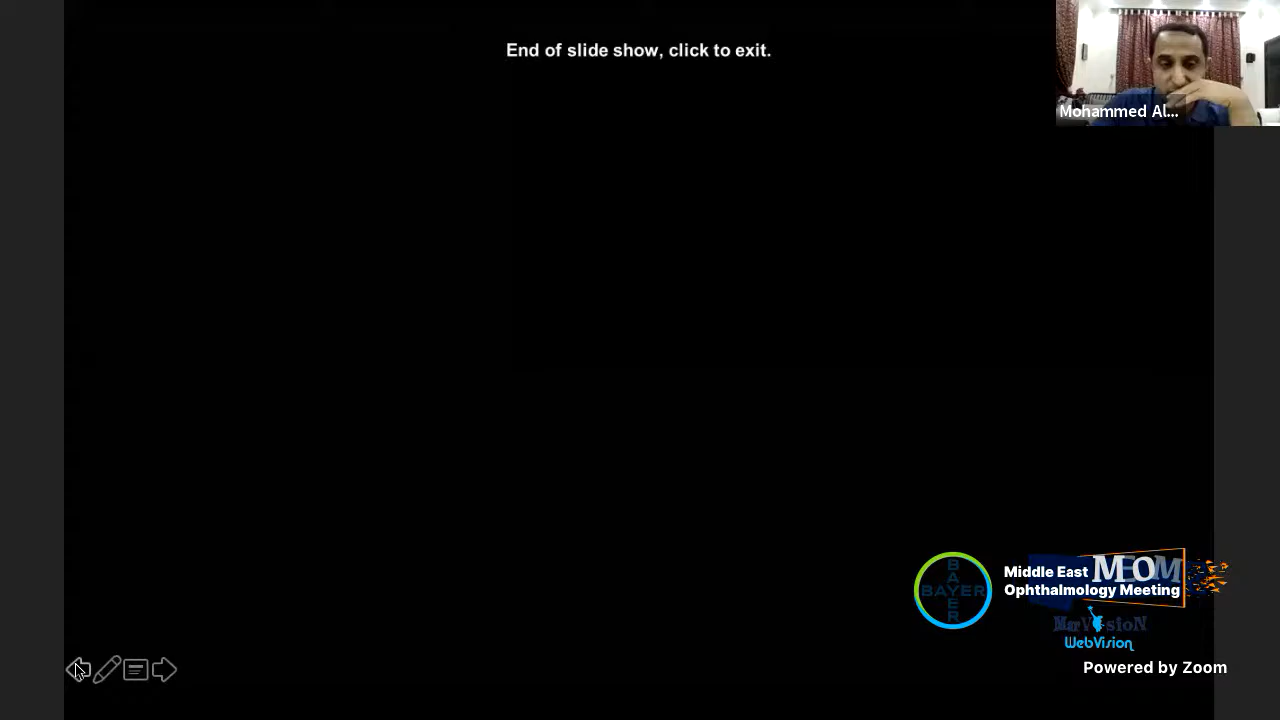 End of slide show, click to exit.
Mohammed Al...
BAYER
BAYER
Middle East MEOM
Ophthalmology Meeting
MarVisioN
WebVision
Powered by Zoom